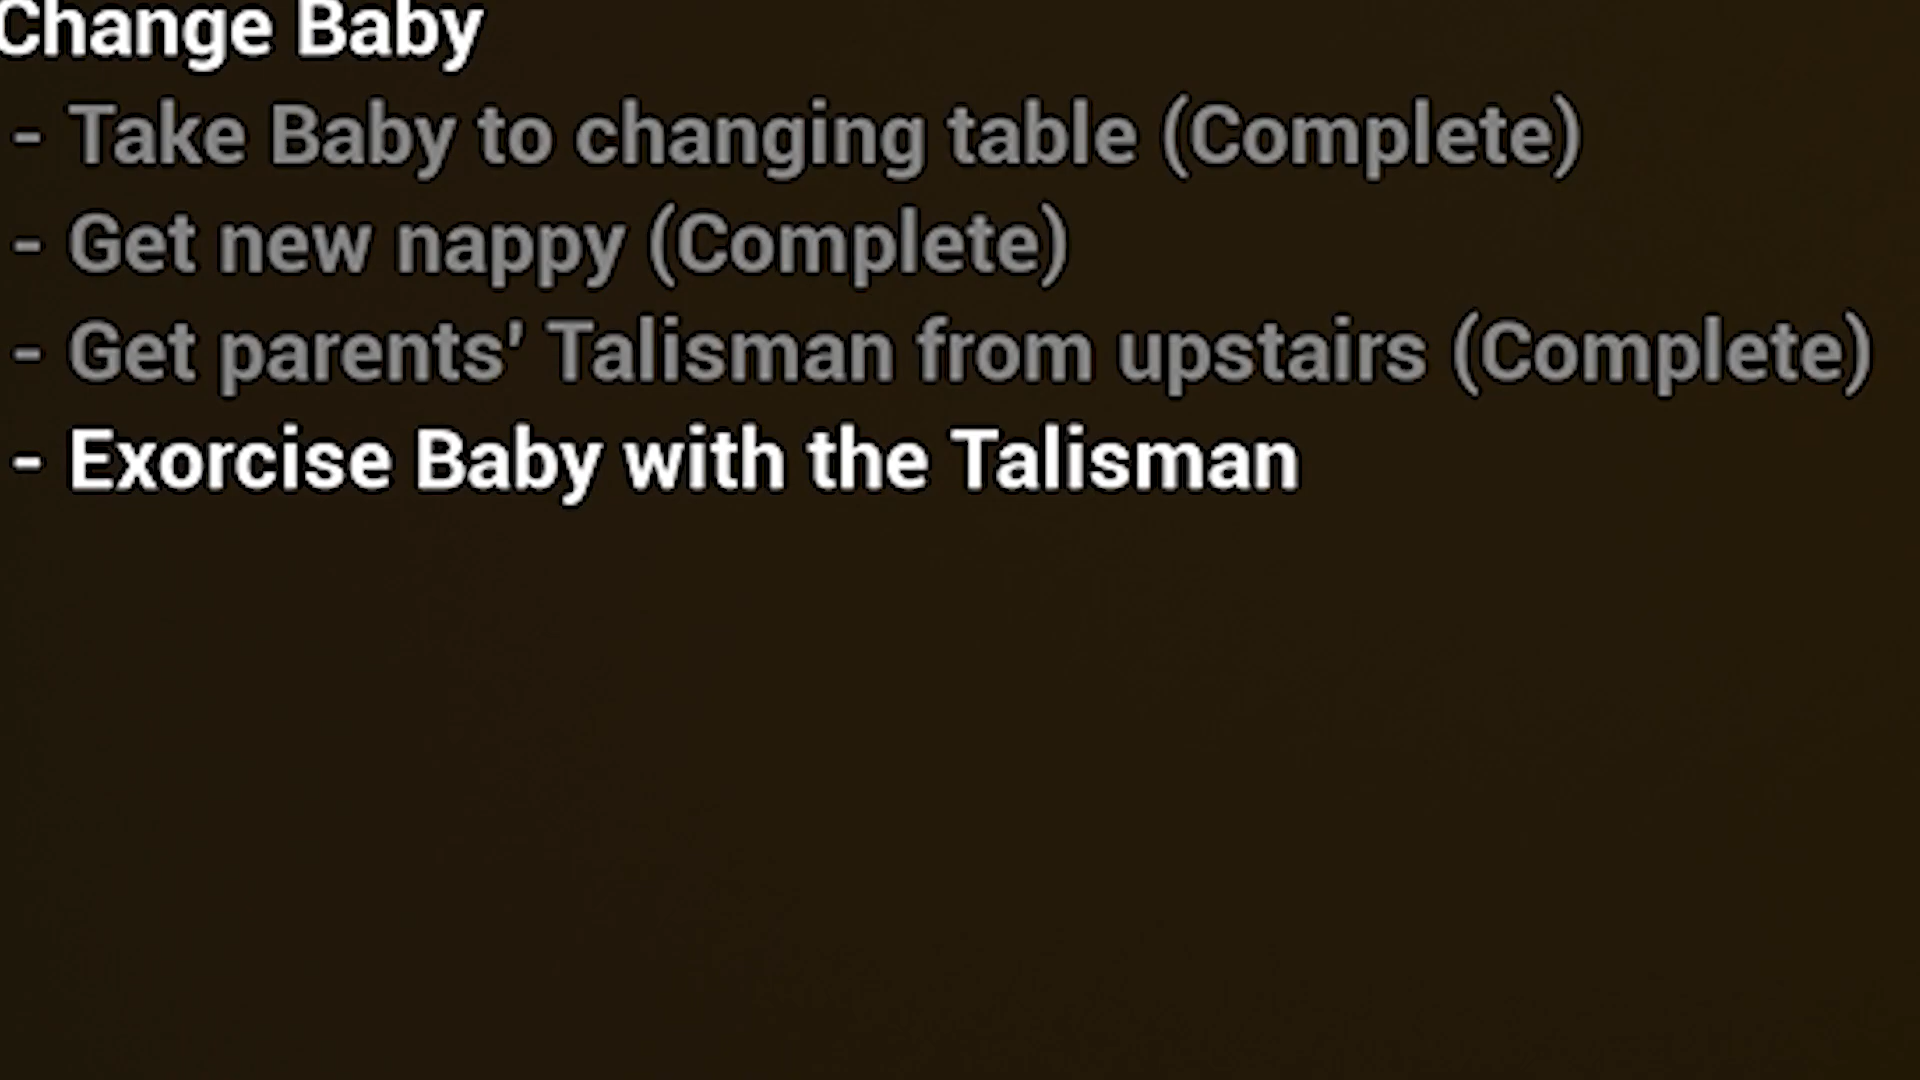 Change Baby
- Take Baby to changing table (Complete)
- Get new nappy (Complete)
- Get parents' Talisman from upstairs (Complete)
- Exorcise Baby with the Talisman